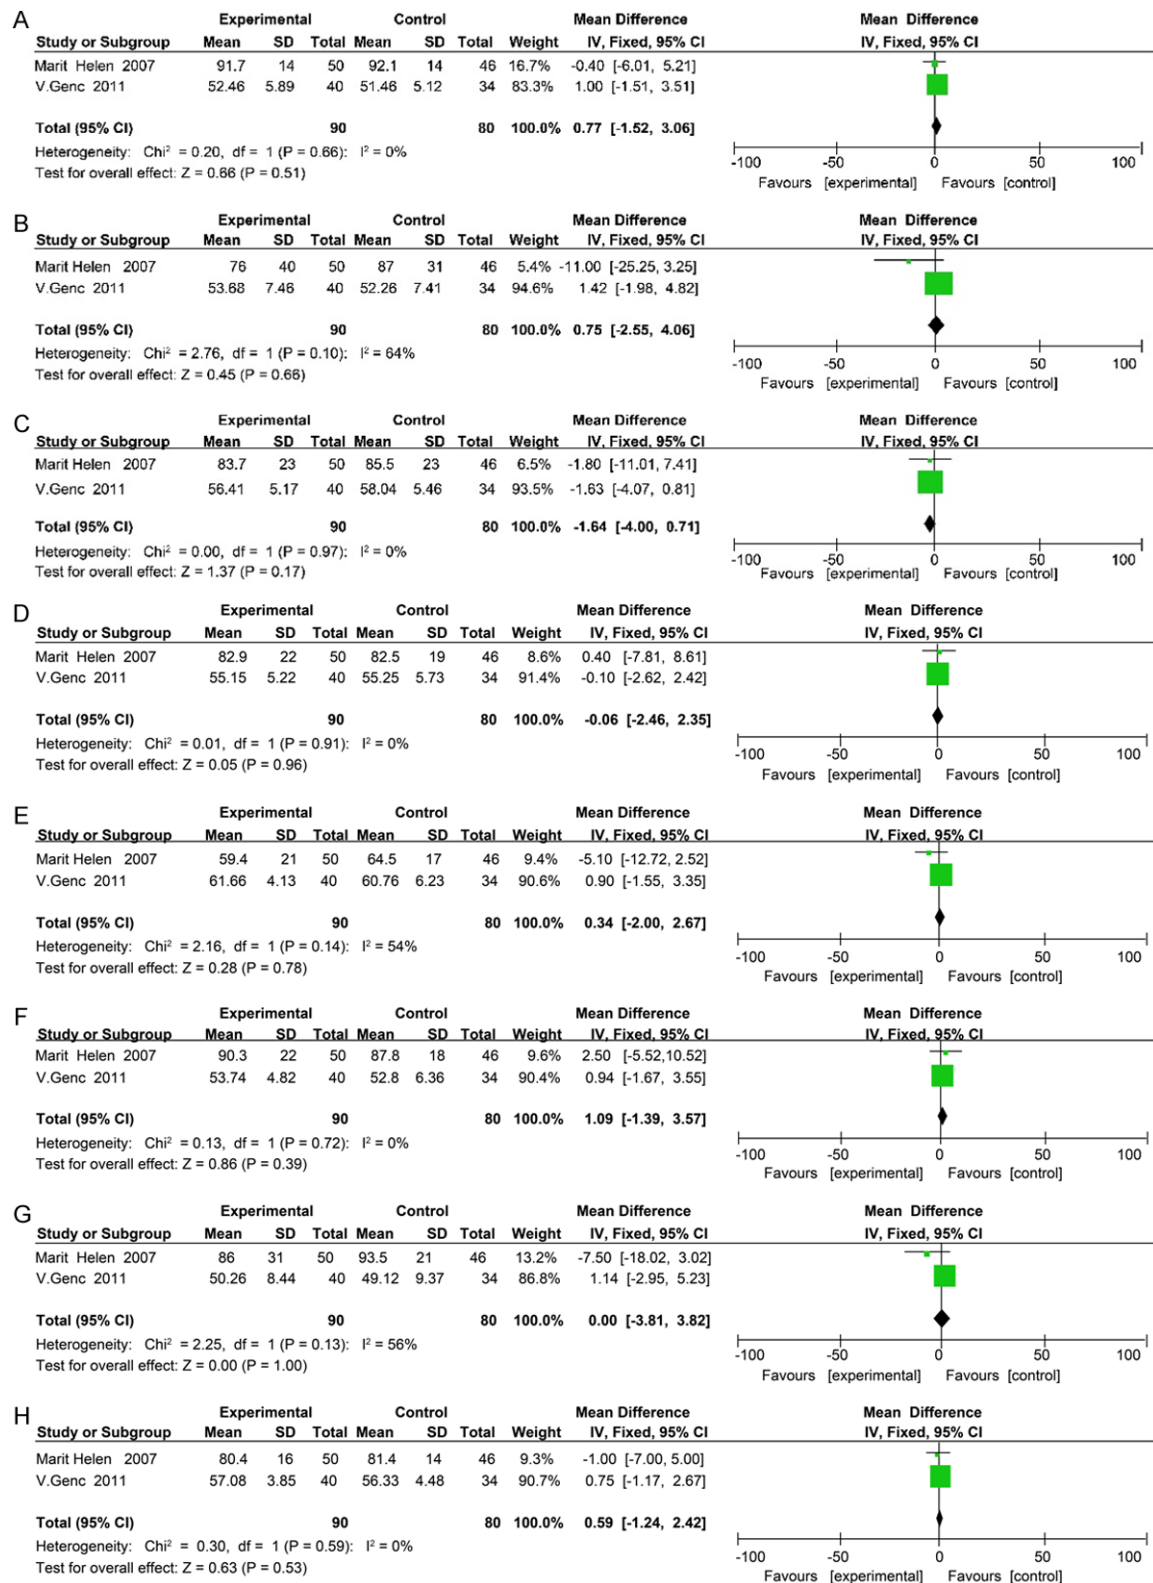 A
Experimental Control Mean Difference Mean Difference
Study or Subgroup Mean SD Total Mean SD Total Weight IV, Fixed, 95% CI IV, Fixed, 95% CI
Marit Helen 2007 91.7 14 50 92.1 14 46 16.7% -0.40 [-6.01, 5.21]
V.Genc 2011 52.46 5.89 40 51.46 5.12 34 83.3% 1.00 [-1.51, 3.51]
Total (95% CI) 90 80 100.0% 0.77 [-1.52, 3.06]
Heterogeneity: Chi² = 0.20, df = 1 (P = 0.66): I² = 0%
Test for overall effect: Z = 0.66 (P = 0.51)
-100 -50 0 50 100
Favours [experimental] Favours [control]
B
Experimental Control Mean Difference Mean Difference
Study or Subgroup Mean SD Total Mean SD Total Weight IV, Fixed, 95% CI IV, Fixed, 95% CI
Marit Helen 2007 76 40 50 87 31 46 5.4% -11.00 [-25.25, 3.25]
V.Genc 2011 53.68 7.46 40 52.26 7.41 34 94.6% 1.42 [-1.98, 4.82]
Total (95% CI) 90 80 100.0% 0.75 [-2.55, 4.06]
Heterogeneity: Chi² = 2.76, df = 1 (P = 0.10): I² = 64%
Test for overall effect: Z = 0.45 (P = 0.66)
-100 -50 0 50 100
Favours [experimental] Favours [control]
C
Experimental Control Mean Difference Mean Difference
Study or Subgroup Mean SD Total Mean SD Total Weight IV, Fixed, 95% CI IV, Fixed, 95% CI
Marit Helen 2007 83.7 23 50 85.5 23 46 6.5% -1.80 [-11.01, 7.41]
V.Genc 2011 56.41 5.17 40 58.04 5.46 34 93.5% -1.63 [-4.07, 0.81]
Total (95% CI) 90 80 100.0% -1.64 [-4.00, 0.71]
Heterogeneity: Chi² = 0.00, df = 1 (P = 0.97): I² = 0%
Test for overall effect: Z = 1.37 (P = 0.17)
-100 -50 0 50 100
Favours [experimental] Favours [control]
D
Experimental Control Mean Difference Mean Difference
Study or Subgroup Mean SD Total Mean SD Total Weight IV, Fixed, 95% CI IV, Fixed, 95% CI
Marit Helen 2007 82.9 22 50 82.5 19 46 8.6% 0.40 [-7.81, 8.61]
V.Genc 2011 55.15 5.22 40 55.25 5.73 34 91.4% -0.10 [-2.62, 2.42]
Total (95% CI) 90 80 100.0% -0.06 [-2.46, 2.35]
Heterogeneity: Chi² = 0.01, df = 1 (P = 0.91): I² = 0%
Test for overall effect: Z = 0.05 (P = 0.96)
-100 -50 0 50 100
Favours [experimental] Favours [control]
E
Experimental Control Mean Difference Mean Difference
Study or Subgroup Mean SD Total Mean SD Total Weight IV, Fixed, 95% CI IV, Fixed, 95% CI
Marit Helen 2007 59.4 21 50 64.5 17 46 9.4% -5.10 [-12.72, 2.52]
V.Genc 2011 61.66 4.13 40 60.76 6.23 34 90.6% 0.90 [-1.55, 3.35]
Total (95% CI) 90 80 100.0% 0.34 [-2.00, 2.67]
Heterogeneity: Chi² = 2.16, df = 1 (P = 0.14): I² = 54%
Test for overall effect: Z = 0.28 (P = 0.78)
-100 -50 0 50 100
Favours [experimental] Favours [control]
F
Experimental Control Mean Difference Mean Difference
Study or Subgroup Mean SD Total Mean SD Total Weight IV, Fixed, 95% CI IV, Fixed, 95% CI
Marit Helen 2007 90.3 22 50 87.8 18 46 9.6% 2.50 [-5.52,10.52]
V.Genc 2011 53.74 4.82 40 52.8 6.36 34 90.4% 0.94 [-1.67, 3.55]
Total (95% CI) 90 80 100.0% 1.09 [-1.39, 3.57]
Heterogeneity: Chi² = 0.13, df = 1 (P = 0.72): I² = 0%
Test for overall effect: Z = 0.86 (P = 0.39)
-100 -50 0 50 100
Favours [experimental] Favours [control]
G
Experimental Control Mean Difference Mean Difference
Study or Subgroup Mean SD Total Mean SD Total Weight IV, Fixed, 95% CI IV, Fixed, 95% CI
Marit Helen 2007 86 31 50 93.5 21 46 13.2% -7.50 [-18.02, 3.02]
V.Genc 2011 50.26 8.44 40 49.12 9.37 34 86.8% 1.14 [-2.95, 5.23]
Total (95% CI) 90 80 100.0% 0.00 [-3.81, 3.82]
Heterogeneity: Chi² = 2.25, df = 1 (P = 0.13): I² = 56%
Test for overall effect: Z = 0.00 (P = 1.00)
-100 -50 0 50 100
Favours [experimental] Favours [control]
H
Experimental Control Mean Difference Mean Difference
Study or Subgroup Mean SD Total Mean SD Total Weight IV, Fixed, 95% CI IV, Fixed, 95% CI
Marit Helen 2007 80.4 16 50 81.4 14 46 9.3% -1.00 [-7.00, 5.00]
V.Genc 2011 57.08 3.85 40 56.33 4.48 34 90.7% 0.75 [-1.17, 2.67]
Total (95% CI) 90 80 100.0% 0.59 [-1.24, 2.42]
Heterogeneity: Chi² = 0.30, df = 1 (P = 0.59): I² = 0%
Test for overall effect: Z = 0.63 (P = 0.53)
-100 -50 0 50 100
Favours [experimental] Favours [control]